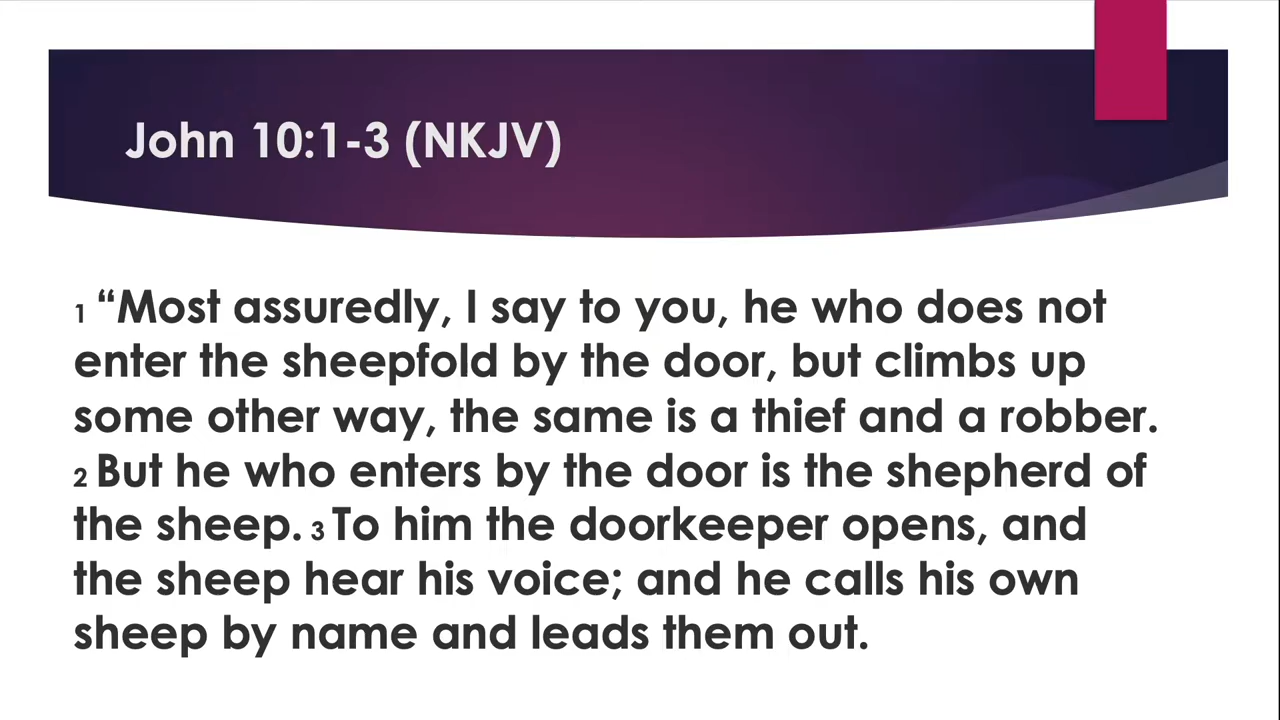 John 10:1-3 (NKJV)
1 “Most assuredly, I say to you, he who does not
enter the sheepfold by the door, but climbs up
some other way, the same is a thief and a robber.
2 But he who enters by the door is the shepherd of
the sheep. 3 To him the doorkeeper opens, and
the sheep hear his voice; and he calls his own
sheep by name and leads them out.